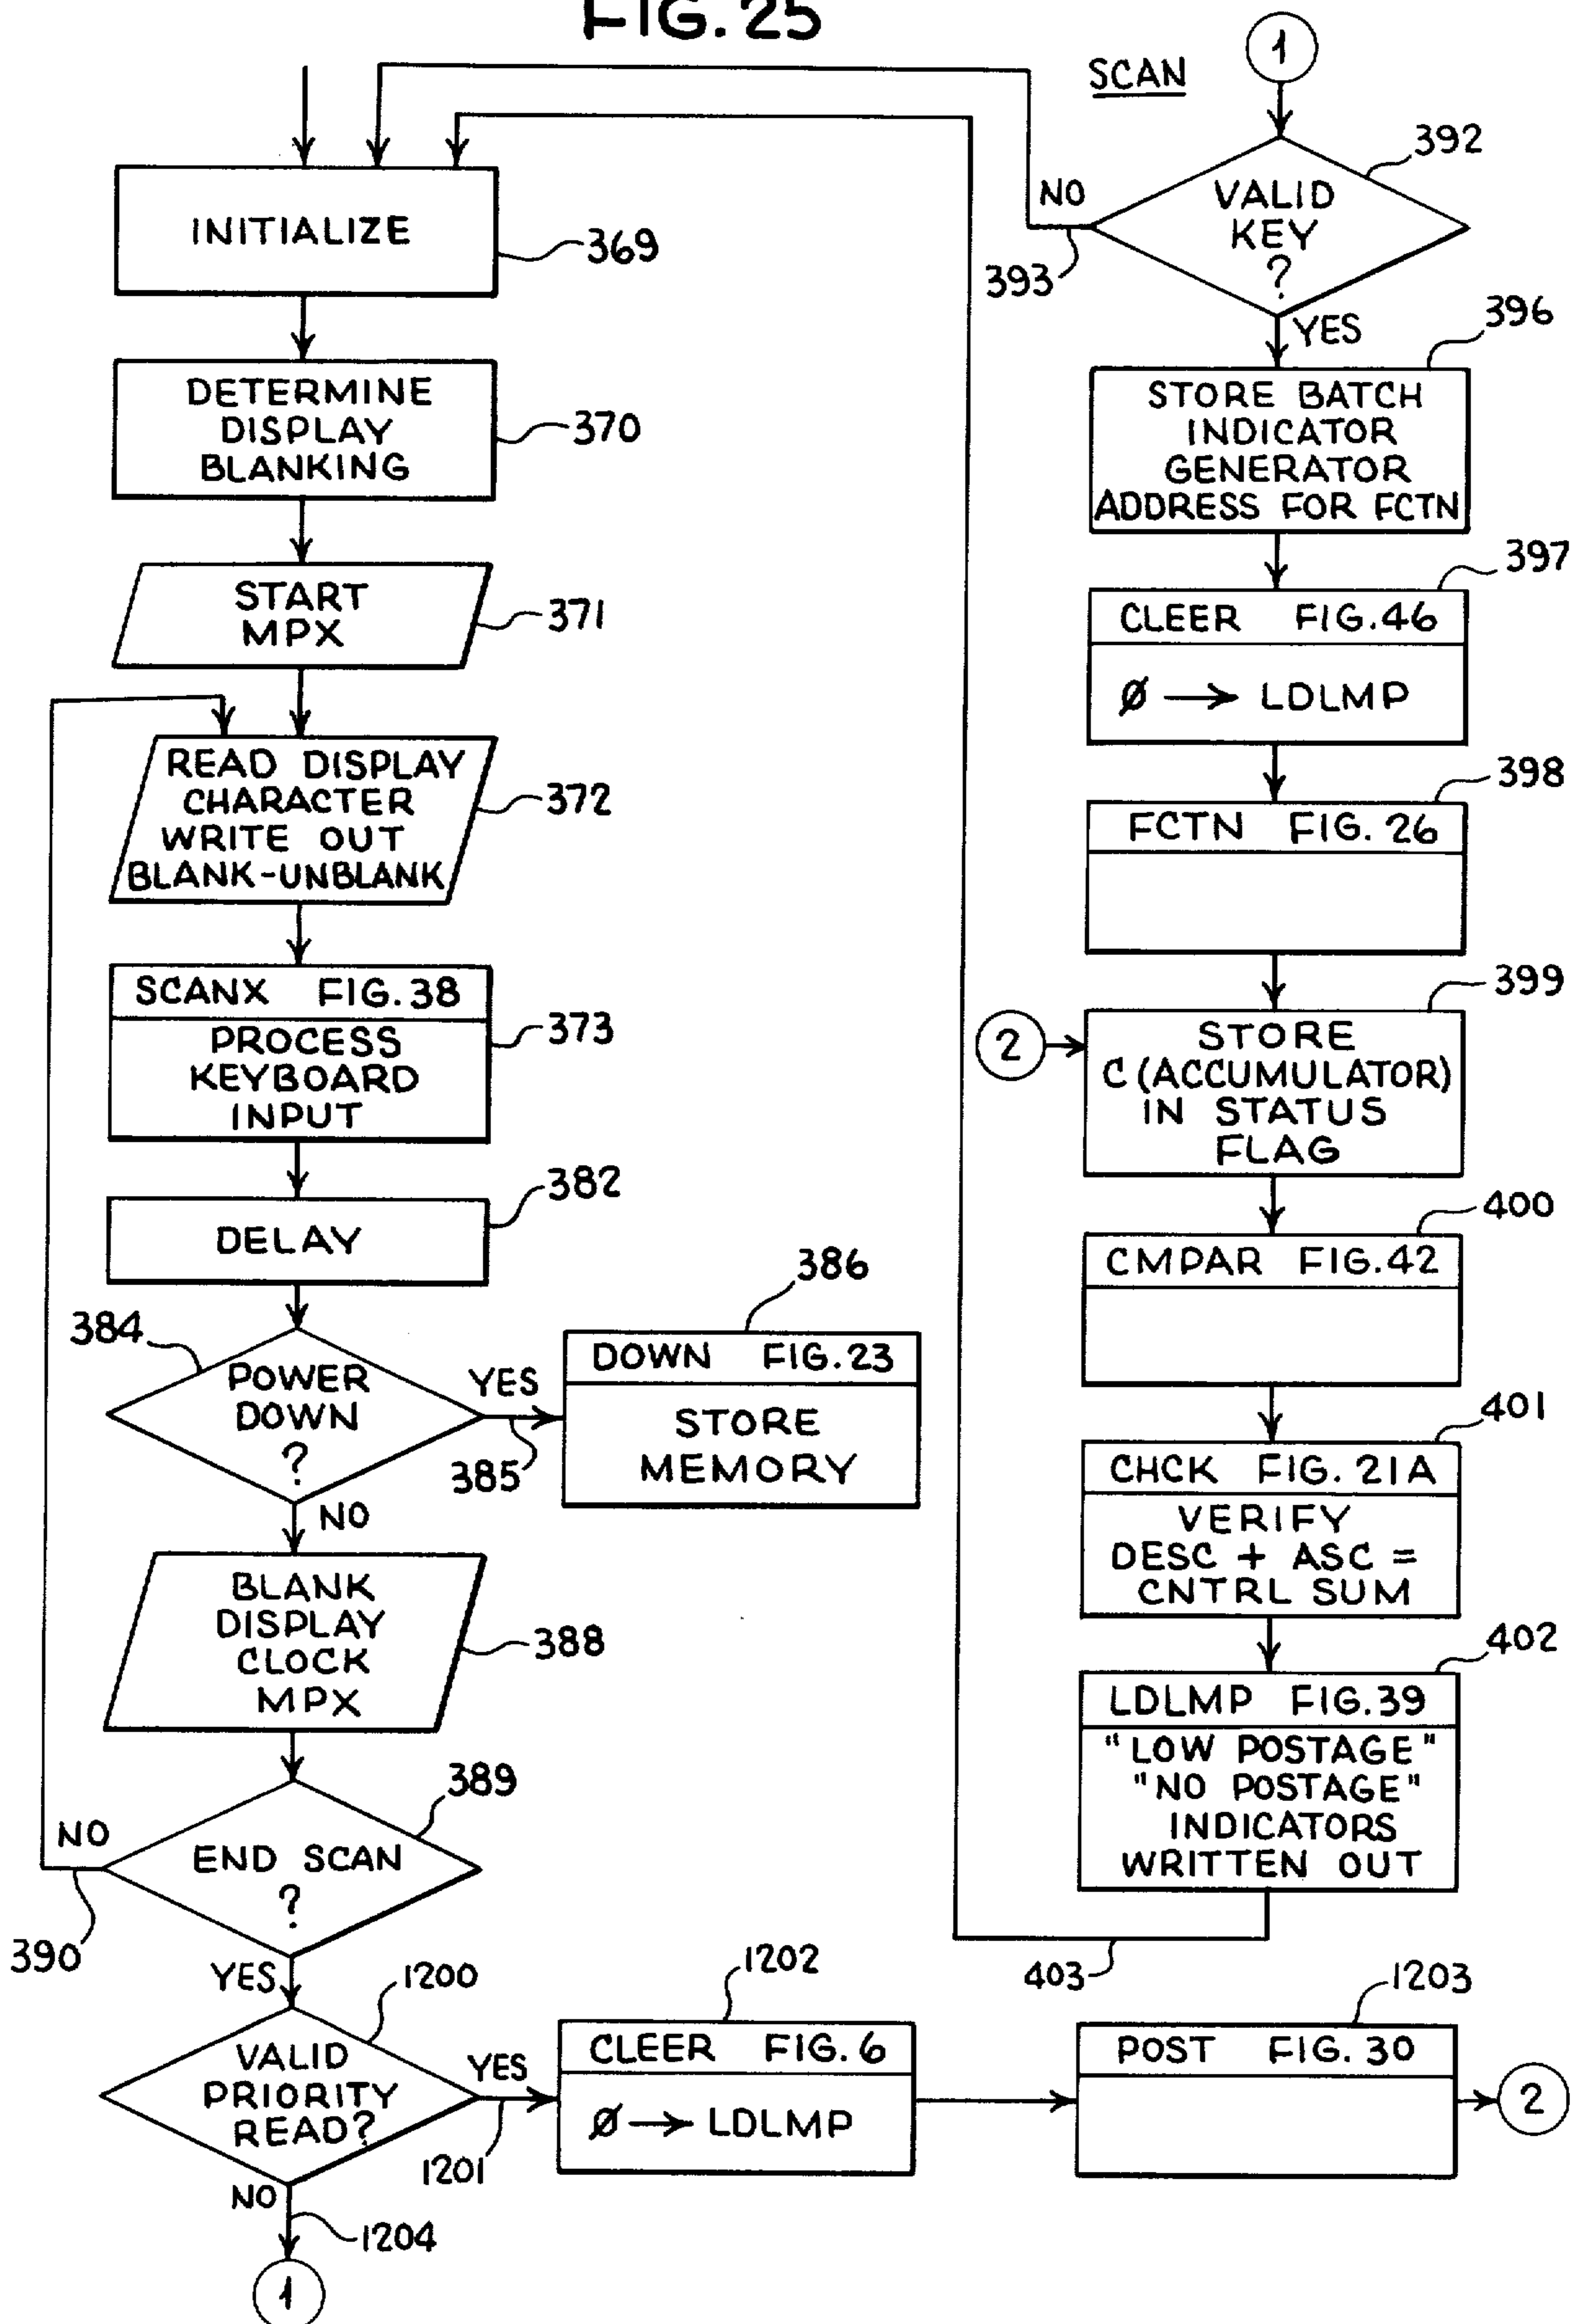 FIG. 25
INITIALIZE
369
DETERMINE
DISPLAY
BLANKING
370
START
MPX
371
READ DISPLAY
CHARACTER
WRITE OUT
BLANK-UNBLANK
372
SCANX FIG. 38
PROCESS
KEYBOARD
INPUT
373
DELAY
382
384
POWER
DOWN
?
YES
385
386
DOWN FIG. 23
STORE
MEMORY
NO
BLANK
DISPLAY
CLOCK
MPX
388
389
END SCAN
?
NO
390
YES
1200
VALID
PRIORITY
READ?
YES
1201
1202
CLEER FIG. 6
Ø → LDLMP
1203
POST FIG. 30
2
NO
1204
1
SCAN
1
392
VALID
KEY
?
NO
393
YES
396
STORE BATCH
INDICATOR
GENERATOR
ADDRESS FOR FCTN
397
CLEER FIG. 46
Ø → LDLMP
398
FCTN FIG. 26
399
2
STORE
C (ACCUMULATOR)
IN STATUS
FLAG
400
CMPAR FIG. 42
401
CHCK FIG. 21A
VERIFY
DESC + ASC =
CNTRL SUM
402
LDLMP FIG. 39
"LOW POSTAGE"
"NO POSTAGE"
INDICATORS
WRITTEN OUT
403